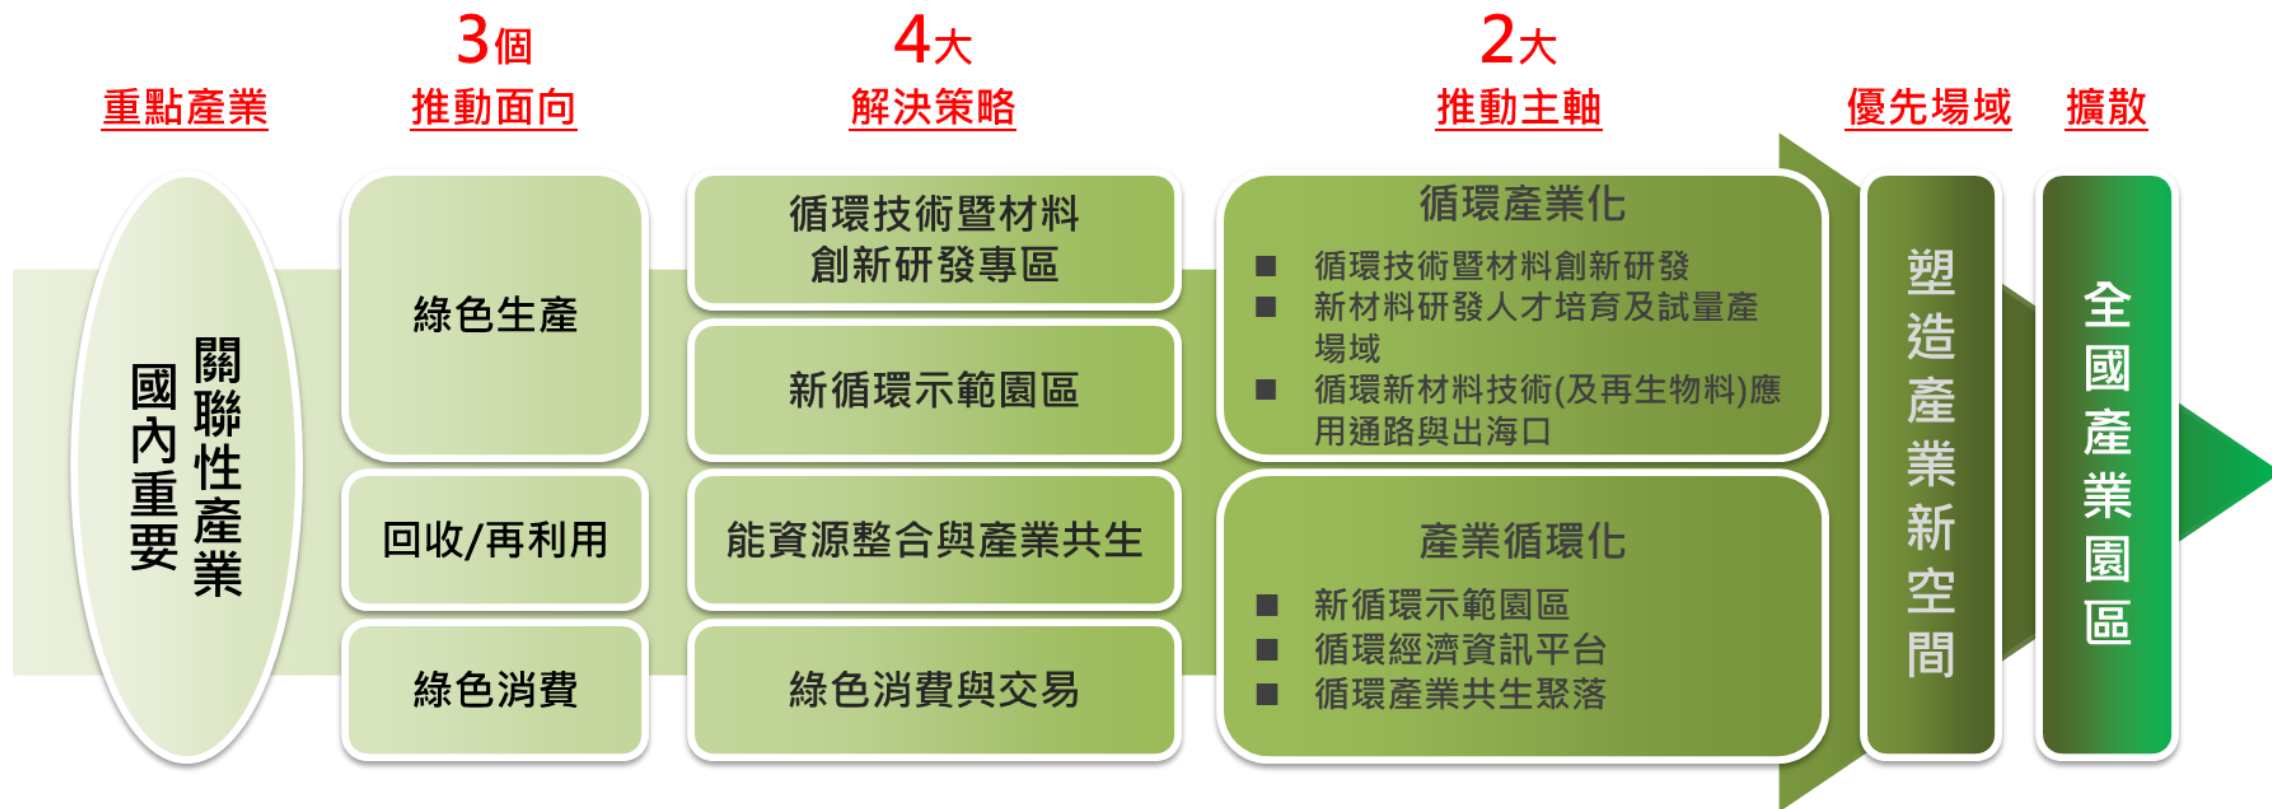 重點產業
3個
推動面向
4大
解決策略
2大
推動主軸
優先場域
擴散
國內重要
關聯性產業
綠色生產
回收/再利用
綠色消費
循環技術暨材料
創新研發專區
新循環示範園區
能資源整合與產業共生
綠色消費與交易
循環產業化
■ 循環技術暨材料創新研發
■ 新材料研發人才培育及試量產
場域
■ 循環新材料技術(及再生物料)應
用通路與出海口
產業循環化
■ 新循環示範園區
■ 循環經濟資訊平台
■ 循環產業共生聚落
塑造產業新空間
全國產業園區